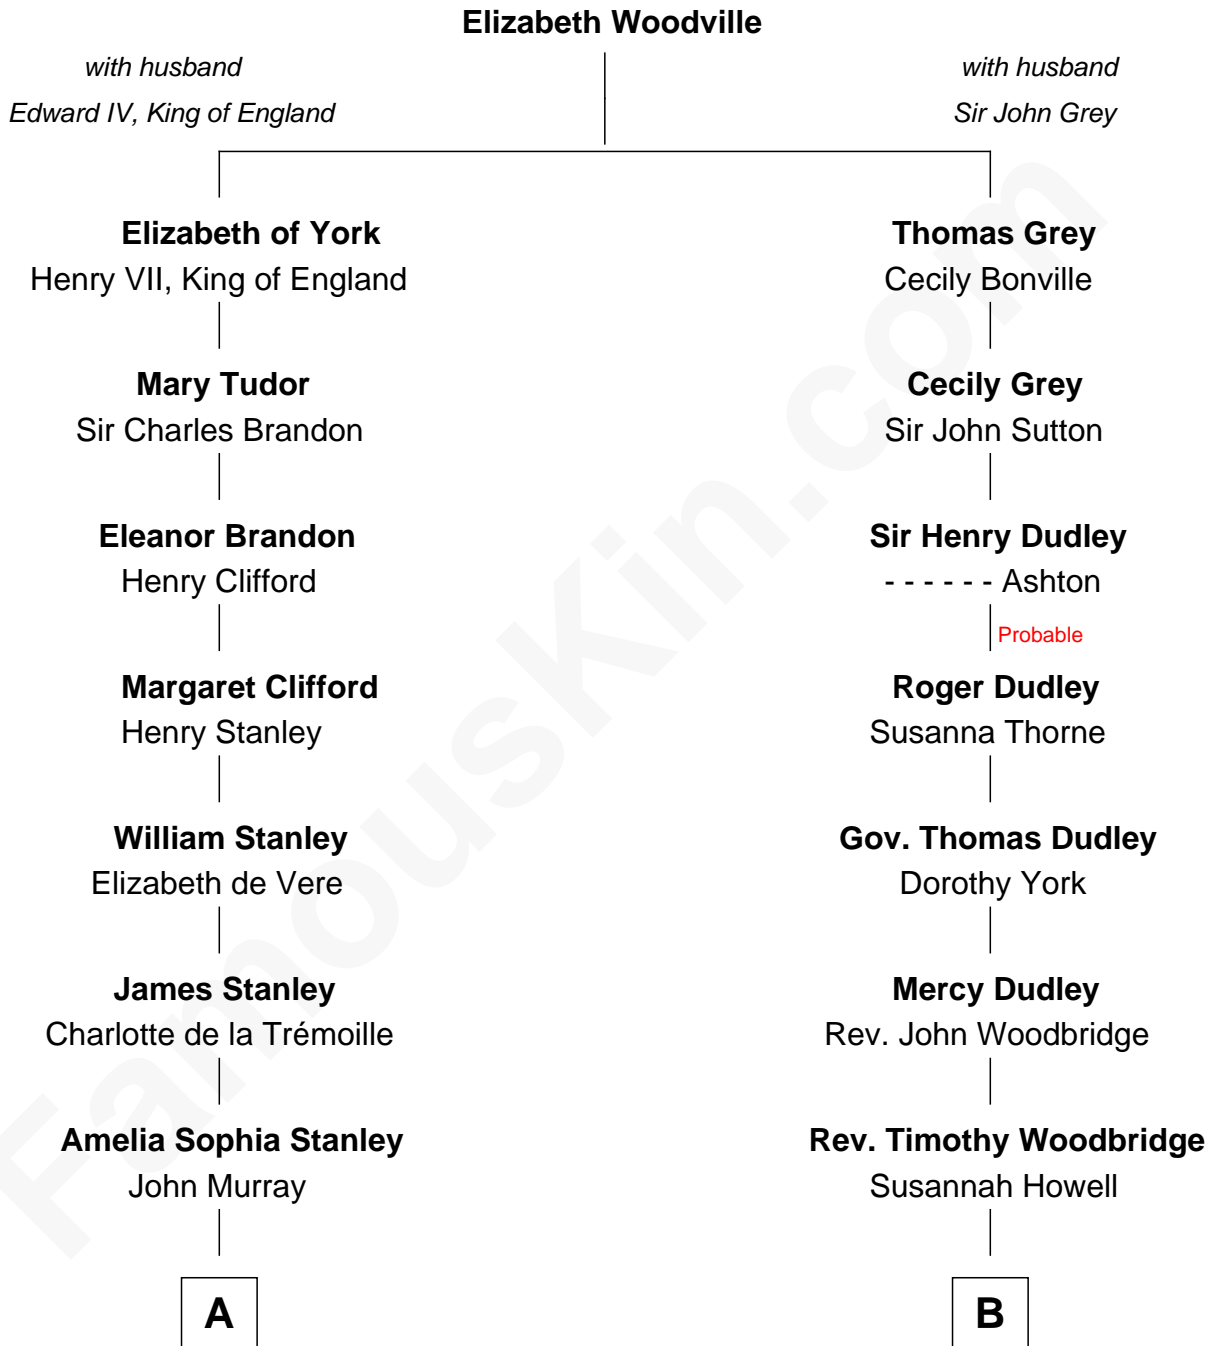 Elizabeth Woodville
with husband
Edward IV, King of England
with husband
Sir John Grey
Elizabeth of York
Henry VII, King of England
Thomas Grey
Cecily Bonville
Mary Tudor
Sir Charles Brandon
Cecily Grey
Sir John Sutton
Eleanor Brandon
Henry Clifford
Sir Henry Dudley
- - - - - - Ashton
Probable
Margaret Clifford
Henry Stanley
Roger Dudley
Susanna Thorne
William Stanley
Elizabeth de Vere
Gov. Thomas Dudley
Dorothy York
James Stanley
Charlotte de la Trémoille
Mercy Dudley
Rev. John Woodbridge
Amelia Sophia Stanley
John Murray
Rev. Timothy Woodbridge
Susannah Howell
A
B
FamousKin.com